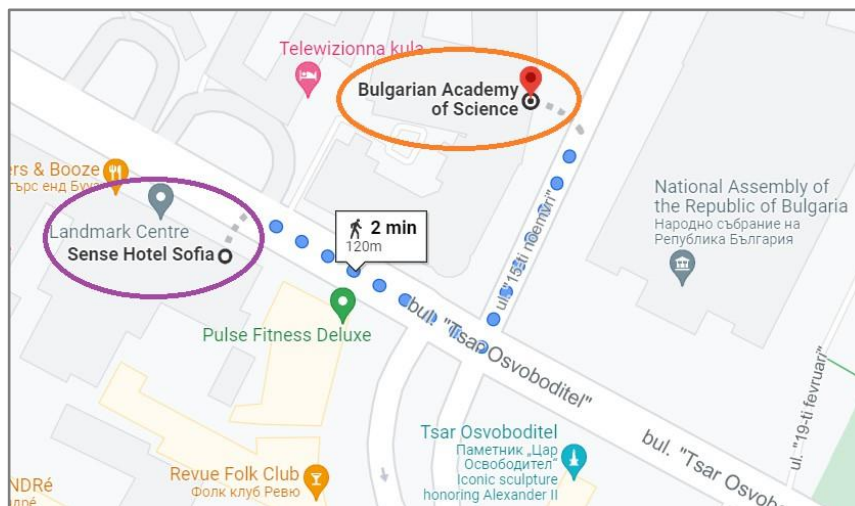 Telewizionna kula
Bulgarian Academy
of Science
ers & Booze
Landmark Centre
Sense Hotel Sofia
2 min
120m
ul. "15-ti noemvri"
National Assembly of
the Republic of Bulgaria
Народно събрание на
Република България
Pulse Fitness Deluxe
bul. "Tsar Osvoboditel"
bul. "Tsar Osvobo
ul. "19-ti fevruari"
Tsar Osvoboditel
Паметник „Цар
Освободител“
Iconic sculpture
honoring Alexander II
Revue Folk Club
Фолк клуб Ревю
NDRé